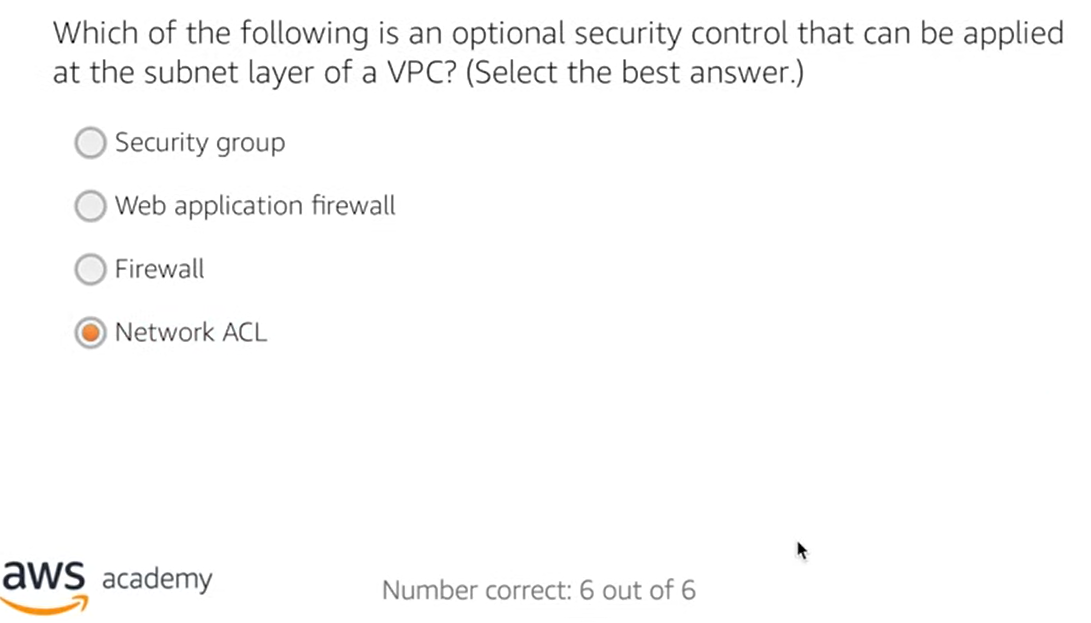 Which of the following is an optional security control that can be applied
at the subnet layer of a VPC? (Select the best answer.)
Security group
Web application firewall
Firewall
Network ACL
aws academy
Number correct: 6 out of 6